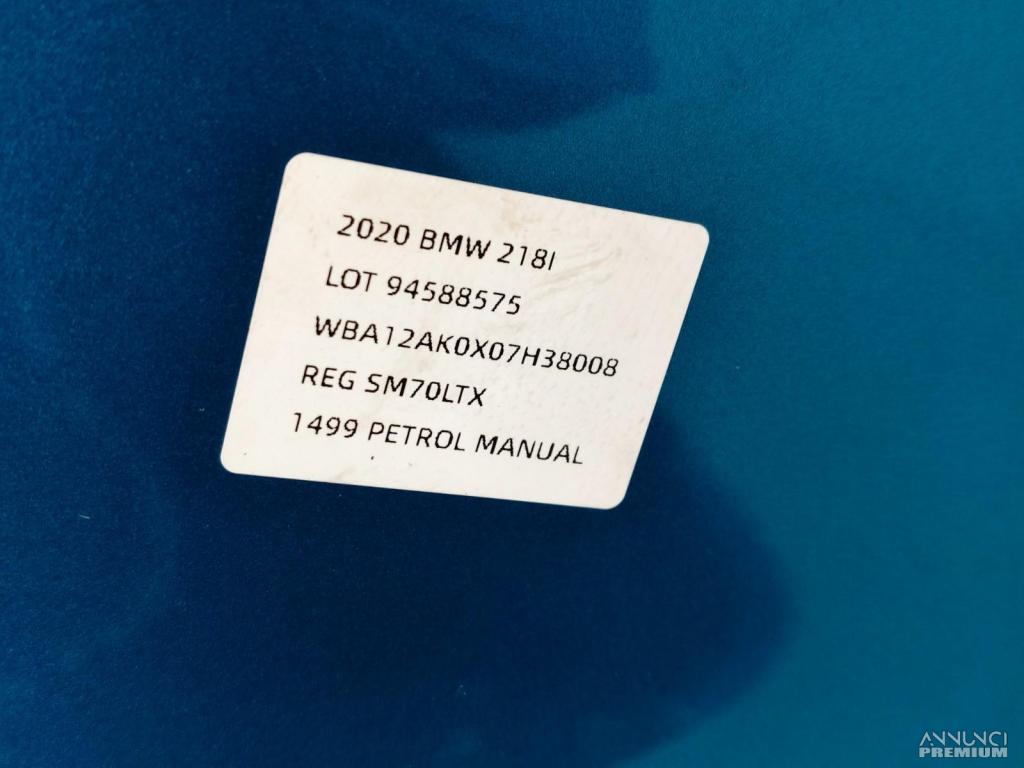 2020 BMW 218I
LOT 94588575
WBA12AK0X07H38008
REG SM70LTX
1499 PETROL MANUAL
ANNUNCI
PREMIUM